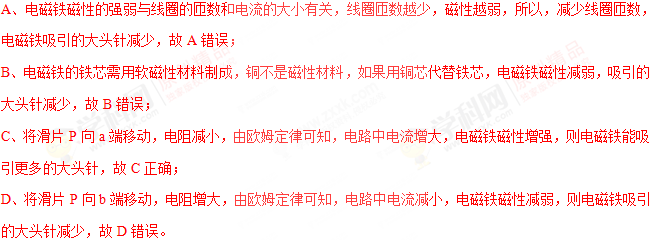 A、电磁铁磁性的强弱与线圈的匝数和电流的大小有关，线圈匝数越少，磁性越弱，所以，减少线圈匝数，
电磁铁吸引的大头针减少，故 A 错误；
B、电磁铁的铁芯需用软磁性材料制成，铜不是磁性材料，如果用铜芯代替铁芯，电磁铁磁性减弱，吸引的
大头针减少，故 B 错误；
C、将滑片 P 向 a 端移动，电阻减小，由欧姆定律可知，电路中电流增大，电磁铁磁性增强，则电磁铁能吸
引更多的大头针，故 C 正确；
D、将滑片 P 向 b 端移动，电阻增大，由欧姆定律可知，电路中电流减小，电磁铁磁性减弱，则电磁铁吸引
的大头针减少，故 D 错误。